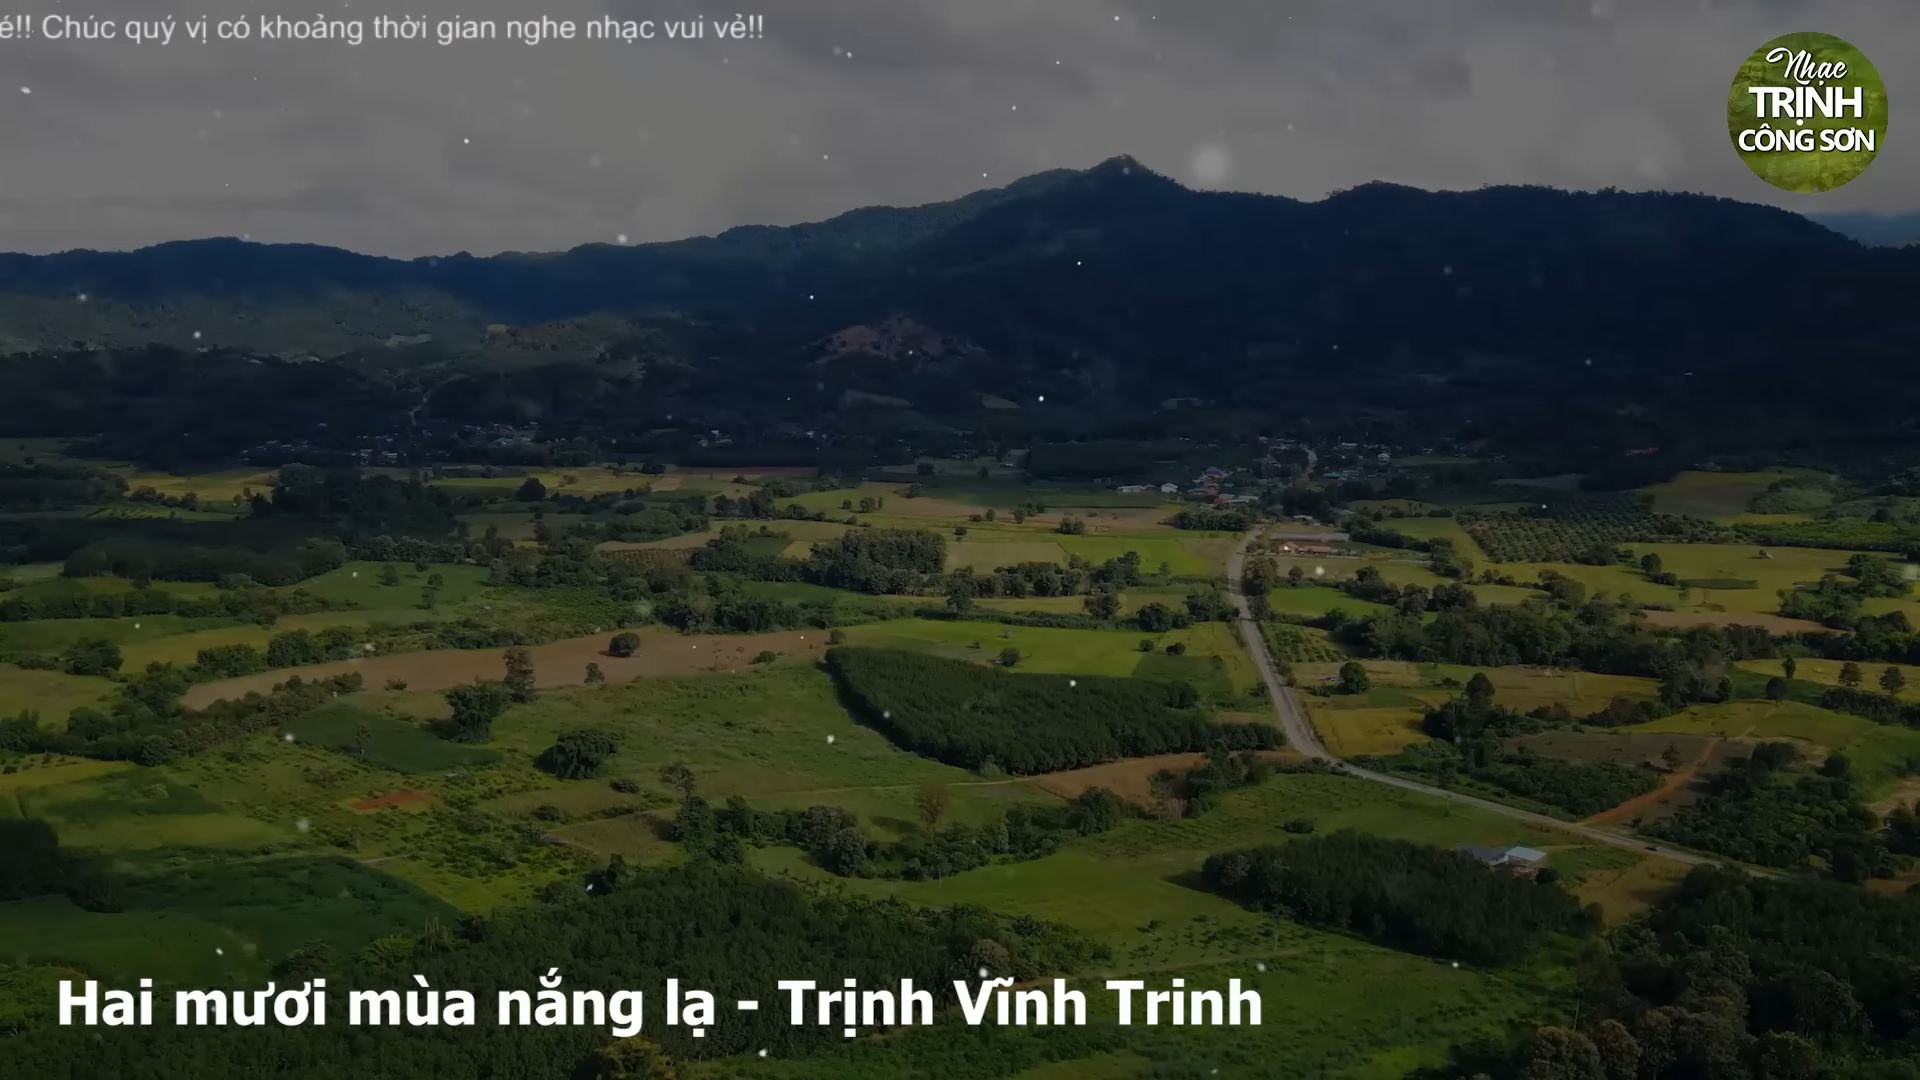 é!! Chúc quý vị có khoảng thời gian nghe nhạc vui vẻ!!
Nhạc
TRỊNH
CÔNG SƠN
Hai mươi mùa nắng lạ - Trịnh Vĩnh Trinh